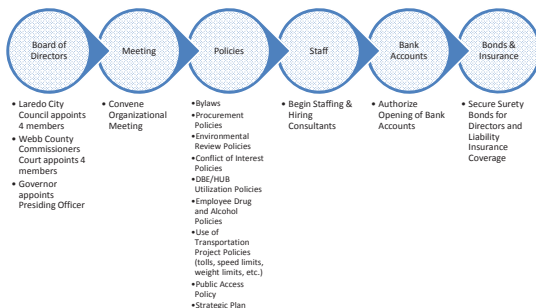 Board of
Directors
Meeting
Policies
Staff
Bank
Accounts
Bonds &
Insurance
• Laredo City
Council appoints
4 members
• Webb County
Commissioners
Court appoints 4
members
• Governor
appoints
Presiding Officer
• Convene
Organizational
Meeting
•Bylaws
•Procurement
Policies
•Environmental
Review Policies
•Conflict of Interest
Policies
•DBE/HUB
Utilization Policies
•Employee Drug
and Alcohol
Policies
•Use of
Transportation
Project Policies
(tolls, speed limits,
weight limits, etc.)
•Public Access
Policy
•Strategic Plan
• Begin Staffing &
Hiring
Consultants
• Authorize
Opening of Bank
Accounts
• Secure Surety
Bonds for
Directors and
Liability
Insurance
Coverage